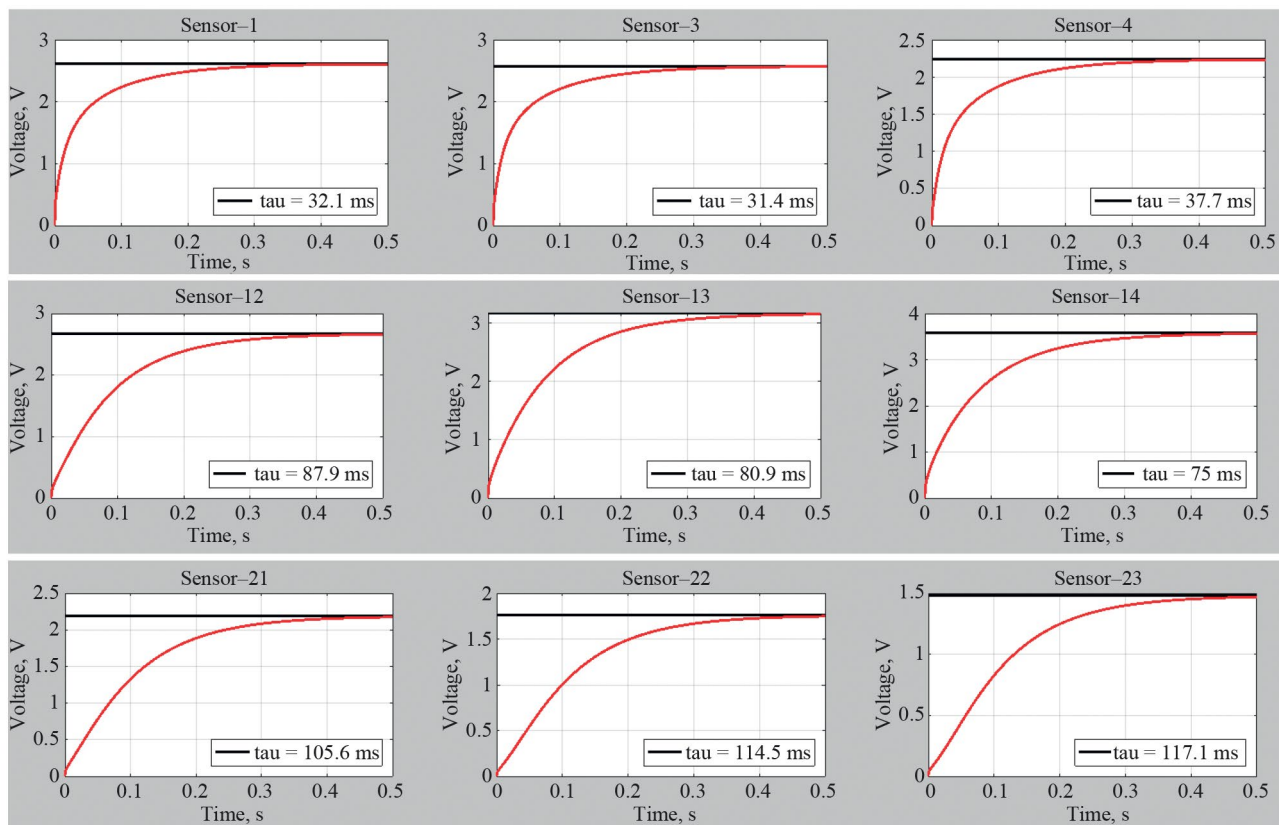 Sensor–1
Voltage, V
3
2
1
0
0 0.1 0.2 0.3 0.4 0.5
tau = 32.1 ms
Time, s
Sensor–3
Voltage, V
3
2
1
0
0 0.1 0.2 0.3 0.4 0.5
tau = 31.4 ms
Time, s
Sensor–4
Voltage, V
2.5
2
1.5
1
0.5
0
0 0.1 0.2 0.3 0.4 0.5
tau = 37.7 ms
Time, s
Sensor–12
Voltage, V
3
2
1
0
0 0.1 0.2 0.3 0.4 0.5
tau = 87.9 ms
Time, s
Sensor–13
Voltage, V
3
2
1
0
0 0.1 0.2 0.3 0.4 0.5
tau = 80.9 ms
Time, s
Sensor–14
Voltage, V
4
3
2
1
0
0 0.1 0.2 0.3 0.4 0.5
tau = 75 ms
Time, s
Sensor–21
Voltage, V
2.5
2
1.5
1
0.5
0
0 0.1 0.2 0.3 0.4 0.5
tau = 105.6 ms
Time, s
Sensor–22
Voltage, V
2
1.5
1
0.5
0
0 0.1 0.2 0.3 0.4 0.5
tau = 114.5 ms
Time, s
Sensor–23
Voltage, V
1.5
1
0.5
0
0 0.1 0.2 0.3 0.4 0.5
tau = 117.1 ms
Time, s